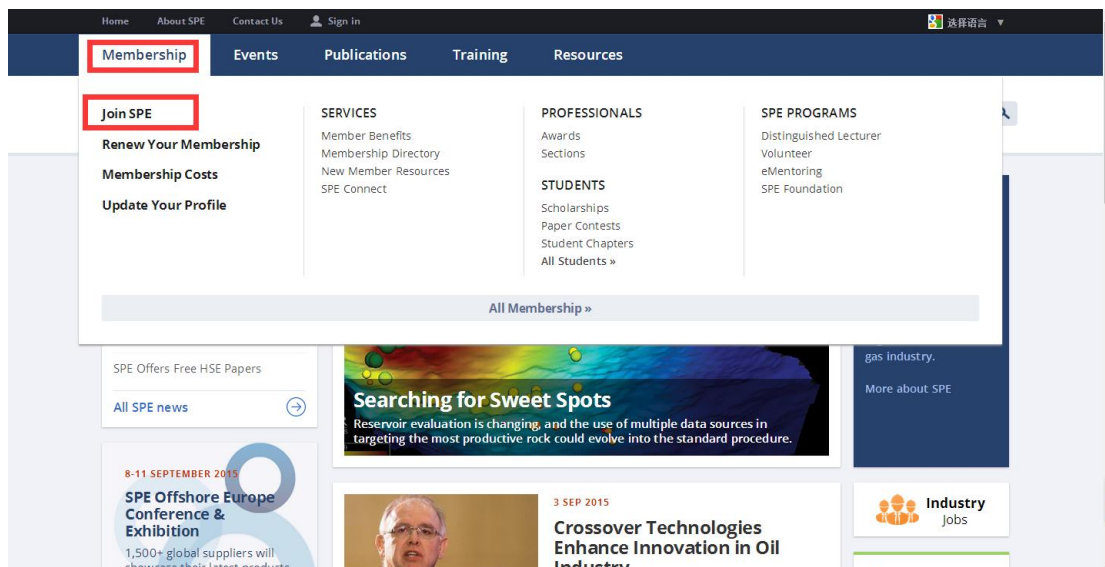 Home About SPE Contact Us Sign in 选择语言 ▼
Membership Events Publications Training Resources
Join SPE
Renew Your Membership
Membership Costs
Update Your Profile
SERVICES
Member Benefits
Membership Directory
New Member Resources
SPE Connect
PROFESSIONALS
Awards
Sections
STUDENTS
Scholarships
Paper Contests
Student Chapters
All Students »
SPE PROGRAMS
Distinguished Lecturer
Volunteer
eMentoring
SPE Foundation
All Membership »
SPE Offers Free HSE Papers
All SPE news
8-11 SEPTEMBER 2015
SPE Offshore Europe
Conference &
Exhibition
1,500+ global suppliers will
showcase their latest products
Searching for Sweet Spots
Reservoir evaluation is changing, and the use of multiple data sources in
targeting the most productive rock could evolve into the standard procedure.
3 SEP 2015
Crossover Technologies
Enhance Innovation in Oil
Industry
gas industry.
More about SPE
Industry
Jobs